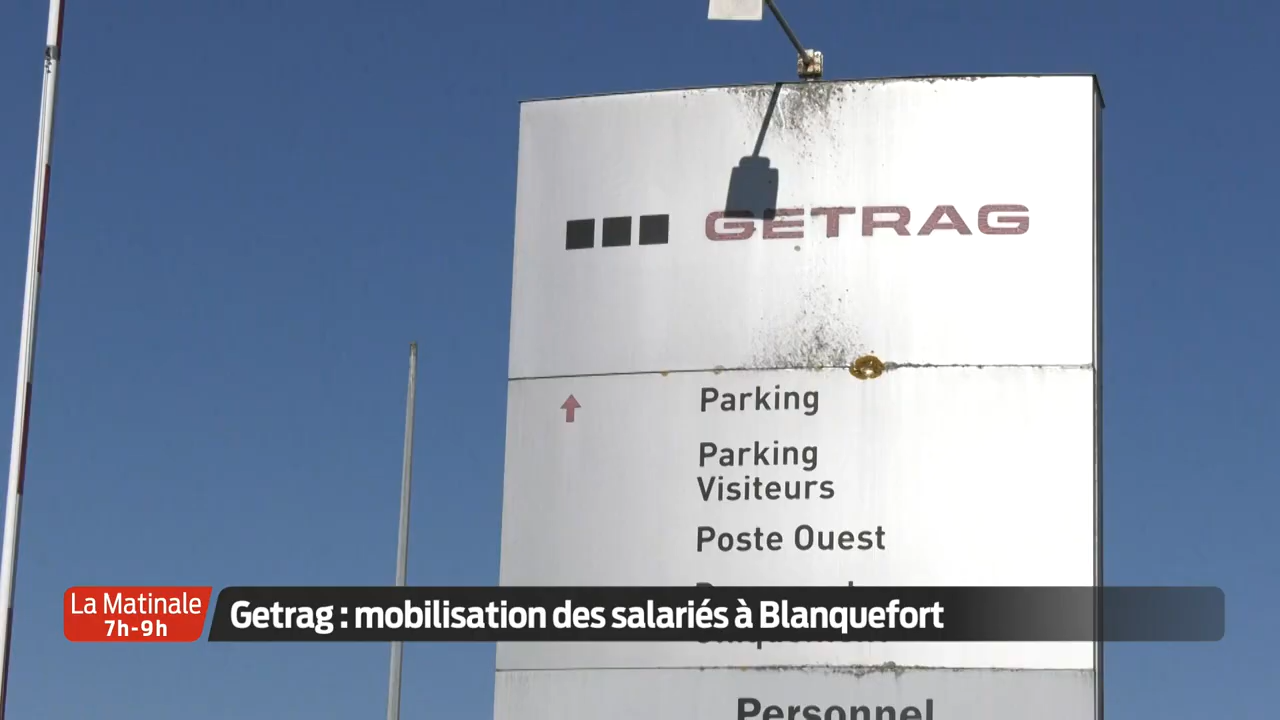 GETRAG
Parking
Parking
Visiteurs
Poste Ouest
La Matinale
7h-9h
Getrag : mobilisation des salariés à Blanquefort
Personnel